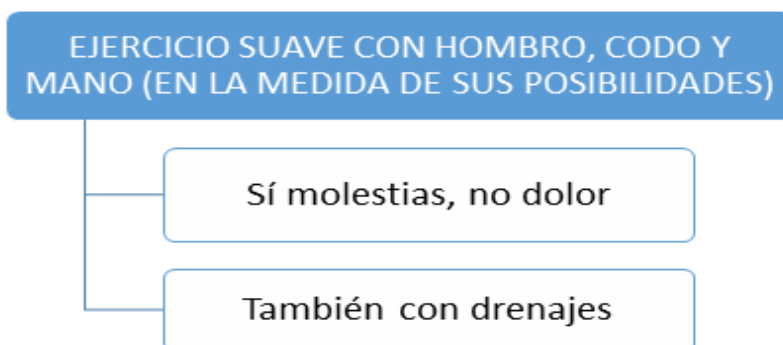 EJERCICIO SUAVE CON HOMBRO, CODO Y
MANO (EN LA MEDIDA DE SUS POSIBILIDADES)
Sí molestias, no dolor
También con drenajes